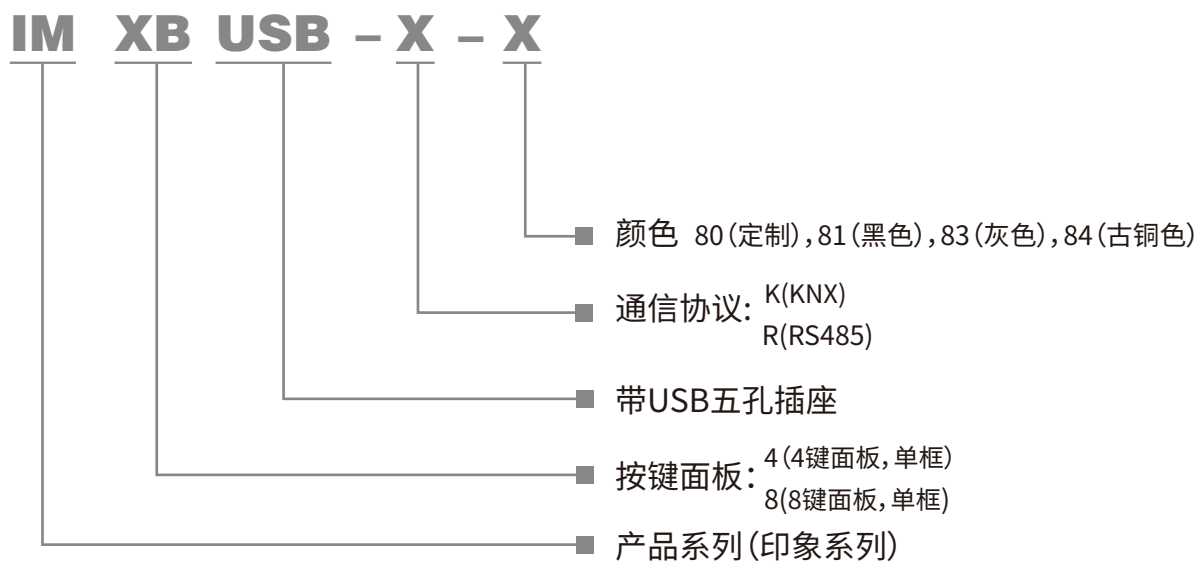 IM XB USB – X – X
颜色 80(定制),81(黑色),83(灰色),84(古铜色)
通信协议: K(KNX)
R(RS485)
带USB五孔插座
按键面板: 4(4键面板,单框)
8(8键面板,单框)
产品系列(印象系列)